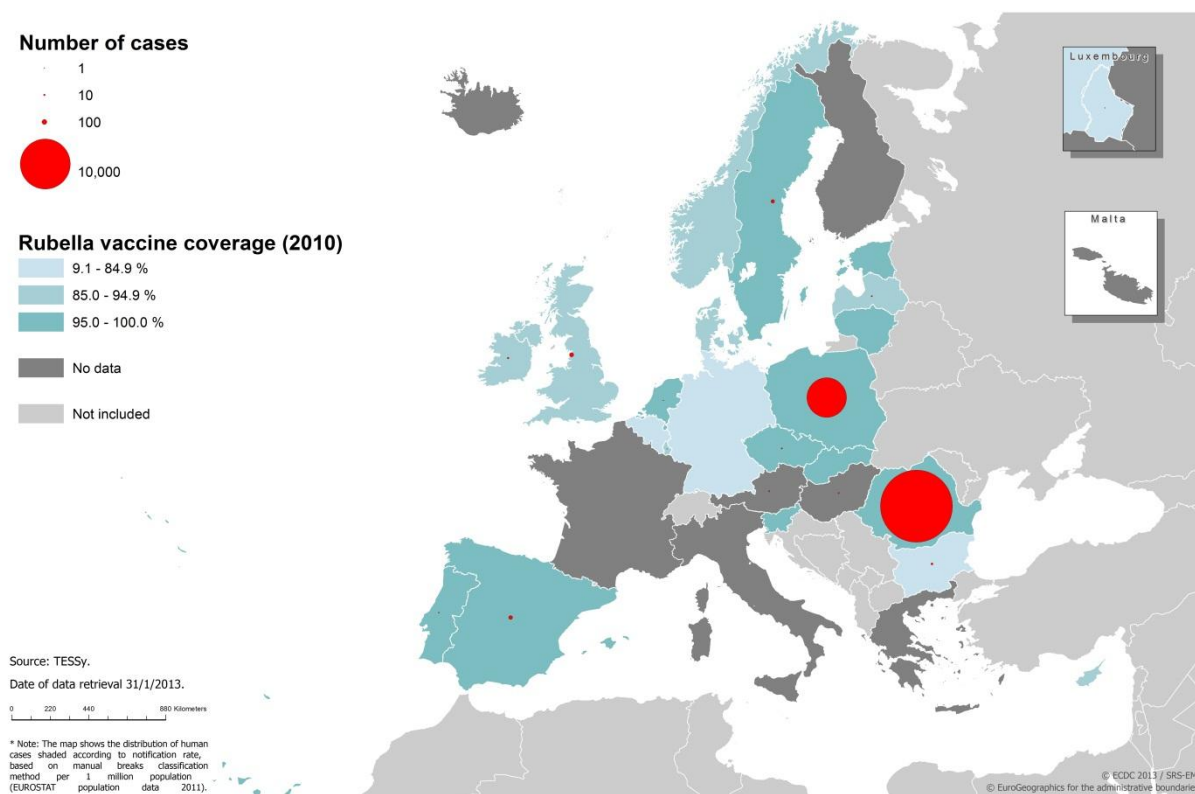 Number of cases
1
10
100
10,000
Rubella vaccine coverage (2010)
9.1 - 84.9 %
85.0 - 94.9 %
95.0 - 100.0 %
No data
Not included
Luxembourg
Malta
Source: TESSy.
Date of data retrieval 31/1/2013.
0 220 440 880 Kilometers
* Note: The map shows the distribution of human
cases shaded according to notification rate,
based on manual breaks classification
method per 1 million population
(EUROSTAT population data 2011).
© ECDC 2013 / SRS-EM
© EuroGeographics for the administrative boundaries